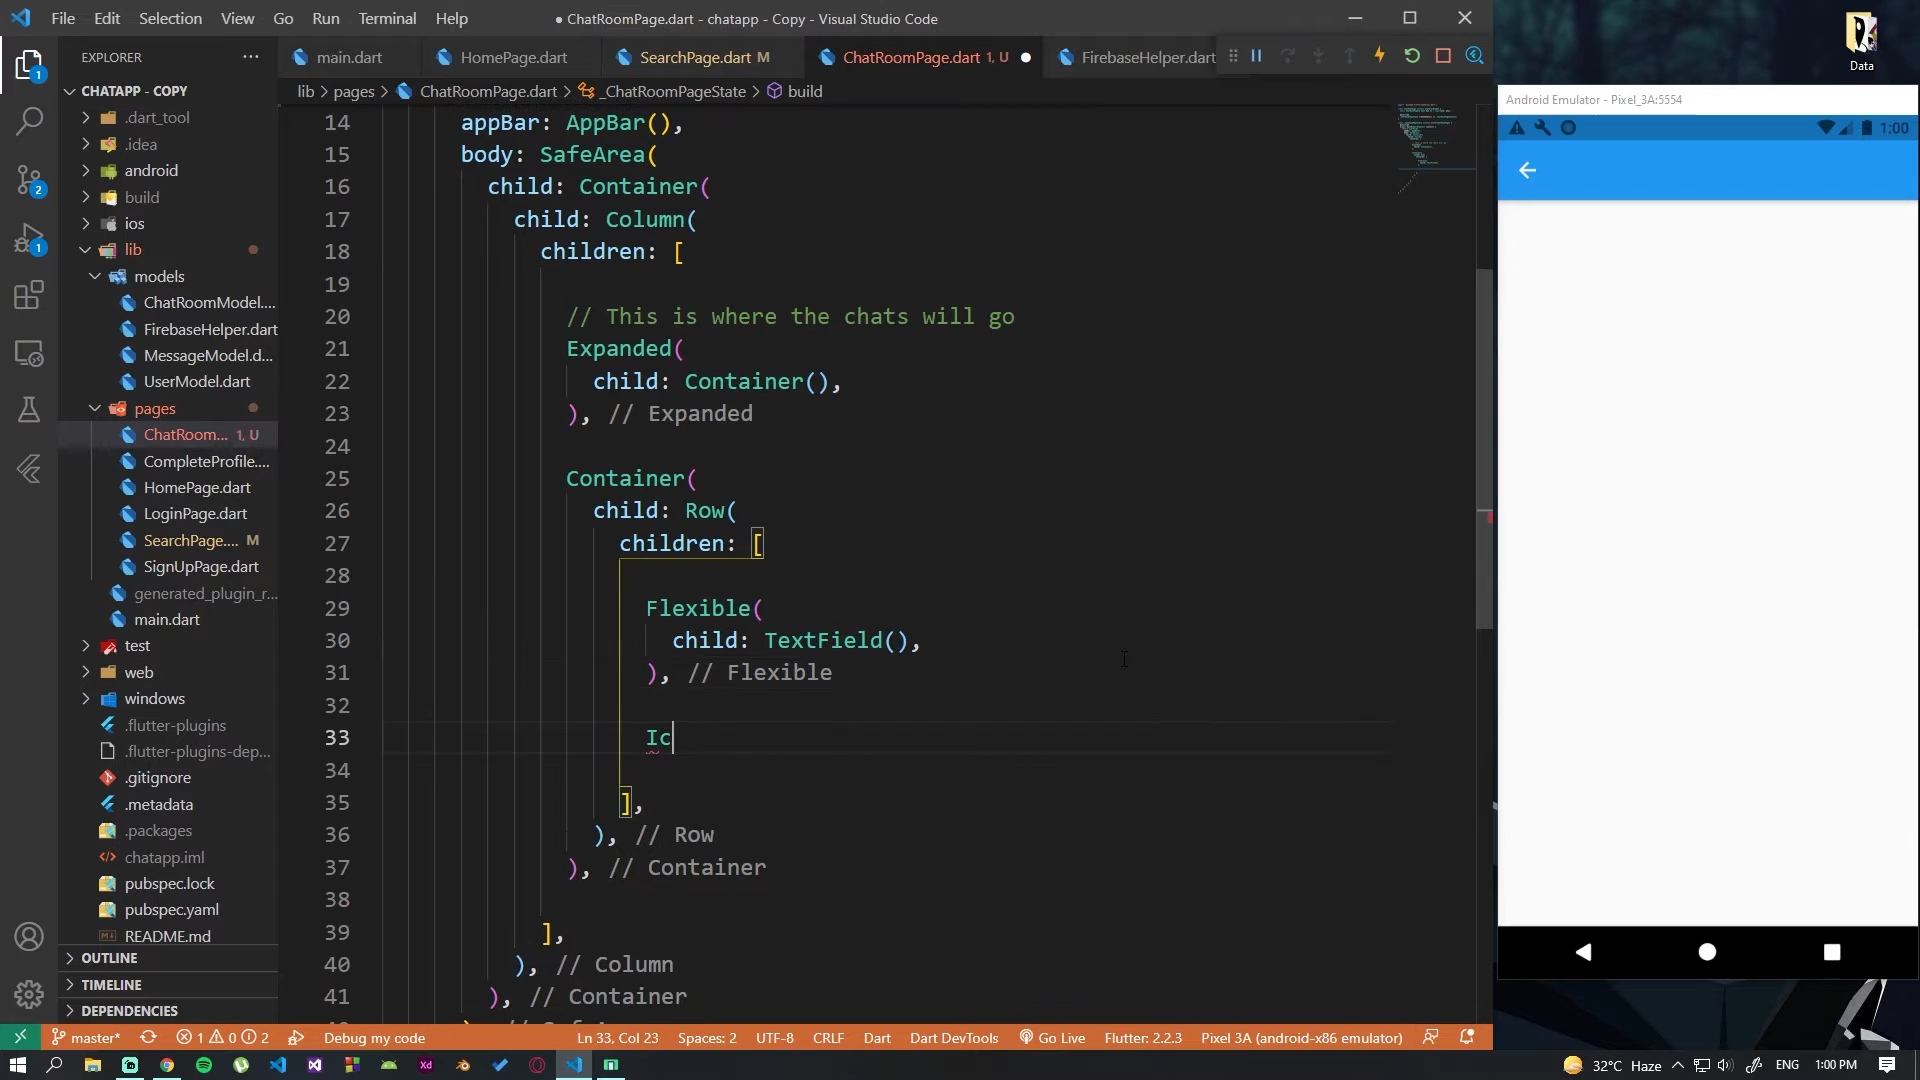 File Edit Selection View Go Run Terminal Help
● ChatRoomPage.dart - chatapp - Copy - Visual Studio Code
EXPLORER
main.dart
HomePage.dart
SearchPage.dart M
ChatRoomPage.dart 1, U
FirebaseHelper.dart
lib > pages > ChatRoomPage.dart > _ChatRoomPageState > build
CHATAPP - COPY
.dart_tool
.idea
android
build
ios
lib
models
ChatRoomModel....
FirebaseHelper.dart
MessageModel.d...
UserModel.dart
pages
ChatRoom... 1, U
CompleteProfile....
HomePage.dart
LoginPage.dart
SearchPage.... M
SignUpPage.dart
generated_plugin_r...
main.dart
test
web
windows
.flutter-plugins
.flutter-plugins-dep...
.gitignore
.metadata
.packages
chatapp.iml
pubspec.lock
pubspec.yaml
README.md
OUTLINE
TIMELINE
DEPENDENCIES
1
2
1
14 appBar: AppBar(),
15 body: SafeArea(
16 child: Container(
17 child: Column(
18 children: [
19
20 // This is where the chats will go
21 Expanded(
22 child: Container(),
23 ), // Expanded
24
25 Container(
26 child: Row(
27 children: [
28
29 Flexible(
30 child: TextField(),
31 ), // Flexible
32
33 Ic
34
35 ],
36 ), // Row
37 ), // Container
38
39 ],
40 ), // Column
41 ), // Container
Data
Android Emulator - Pixel_3A:5554
1:00
master* 1 0 2 Debug my code Ln 33, Col 23 Spaces: 2 UTF-8 CRLF Dart Dart DevTools Go Live Flutter: 2.2.3 Pixel 3A (android-x86 emulator)
Xd
32°C Haze ENG 1:00 PM